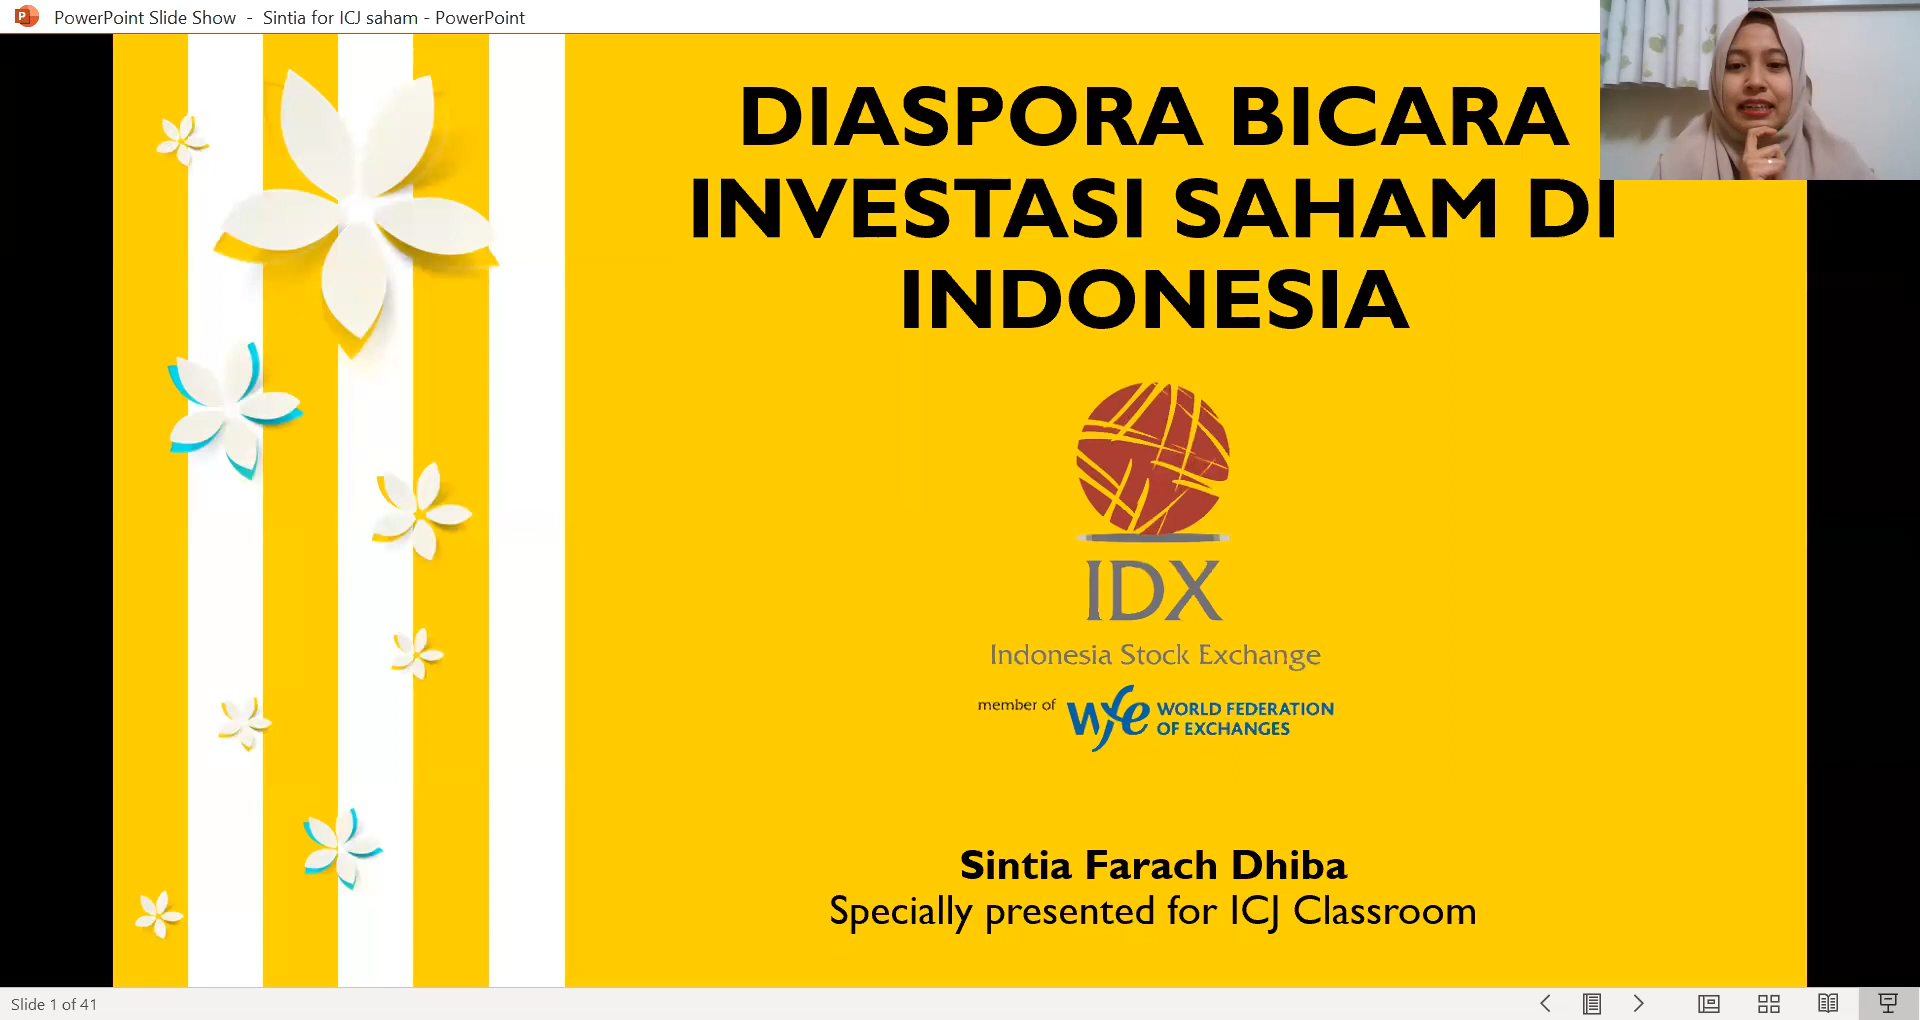 PowerPoint Slide Show - Sintia for ICJ saham - PowerPoint
DIASPORA BICARA
INVESTASI SAHAM DI
INDONESIA
IDX
Indonesia Stock Exchange
member of wfe WORLD FEDERATION
OF EXCHANGES
Sintia Farach Dhiba
Specially presented for ICJ Classroom
Slide 1 of 41